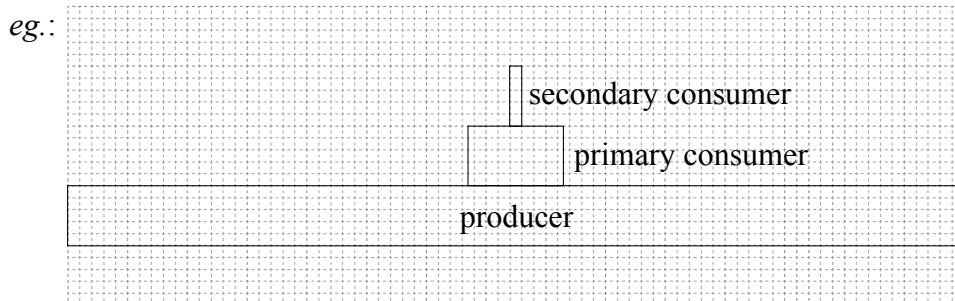 eg.:
secondary consumer
primary consumer
producer